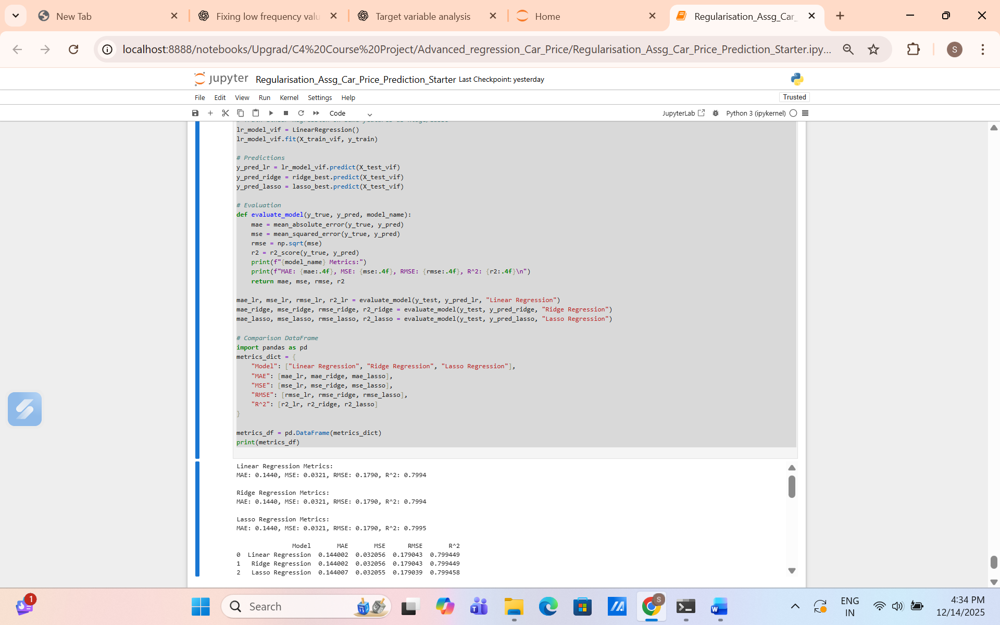 New Tab
Fixing low frequency valu
Target variable analysis
Home
Regularisation_Assg_Car_
localhost:8888/notebooks/Upgrad/C4%20Course%20Project/Advanced_regression_Car_Price/Regularisation_Assg_Car_Price_Prediction_Starter.ipy...
S
jupyter Regularisation_Assg_Car_Price_Prediction_Starter Last Checkpoint: yesterday
File Edit View Run Kernel Settings Help
Trusted
Code
JupyterLab
Python 3 (ipykernel)
lr_model_vif = LinearRegression()
lr_model_vif.fit(X_train_vif, y_train)
# Predictions
y_pred_lr = lr_model_vif.predict(X_test_vif)
y_pred_ridge = ridge_best.predict(X_test_vif)
y_pred_lasso = lasso_best.predict(X_test_vif)
# Evaluation
def evaluate_model(y_true, y_pred, model_name):
    mae = mean_absolute_error(y_true, y_pred)
    mse = mean_squared_error(y_true, y_pred)
    rmse = np.sqrt(mse)
    r2 = r2_score(y_true, y_pred)
    print(f"{model_name} Metrics:")
    print(f"MAE: {mae:.4f}, MSE: {mse:.4f}, RMSE: {rmse:.4f}, R^2: {r2:.4f}\n")
    return mae, mse, rmse, r2
mae_lr, mse_lr, rmse_lr, r2_lr = evaluate_model(y_test, y_pred_lr, "Linear Regression")
mae_ridge, mse_ridge, rmse_ridge, r2_ridge = evaluate_model(y_test, y_pred_ridge, "Ridge Regression")
mae_lasso, mse_lasso, rmse_lasso, r2_lasso = evaluate_model(y_test, y_pred_lasso, "Lasso Regression")
# Comparison DataFrame
import pandas as pd
metrics_dict = {
    "Model": ["Linear Regression", "Ridge Regression", "Lasso Regression"],
    "MAE": [mae_lr, mae_ridge, mae_lasso],
    "MSE": [mse_lr, mse_ridge, mse_lasso],
    "RMSE": [rmse_lr, rmse_ridge, rmse_lasso],
    "R^2": [r2_lr, r2_ridge, r2_lasso]
}
metrics_df = pd.DataFrame(metrics_dict)
print(metrics_df)
Linear Regression Metrics:
MAE: 0.1440, MSE: 0.0321, RMSE: 0.1790, R^2: 0.7994
Ridge Regression Metrics:
MAE: 0.1440, MSE: 0.0321, RMSE: 0.1790, R^2: 0.7994
Lasso Regression Metrics:
MAE: 0.1440, MSE: 0.0321, RMSE: 0.1790, R^2: 0.7995
Model MAE MSE RMSE R^2
0 Linear Regression 0.144002 0.032056 0.179043 0.799449
1 Ridge Regression 0.144002 0.032056 0.179043 0.799449
2 Lasso Regression 0.144007 0.032055 0.179039 0.799458
1
Search
S
ENG
IN
4:34 PM
12/14/2025